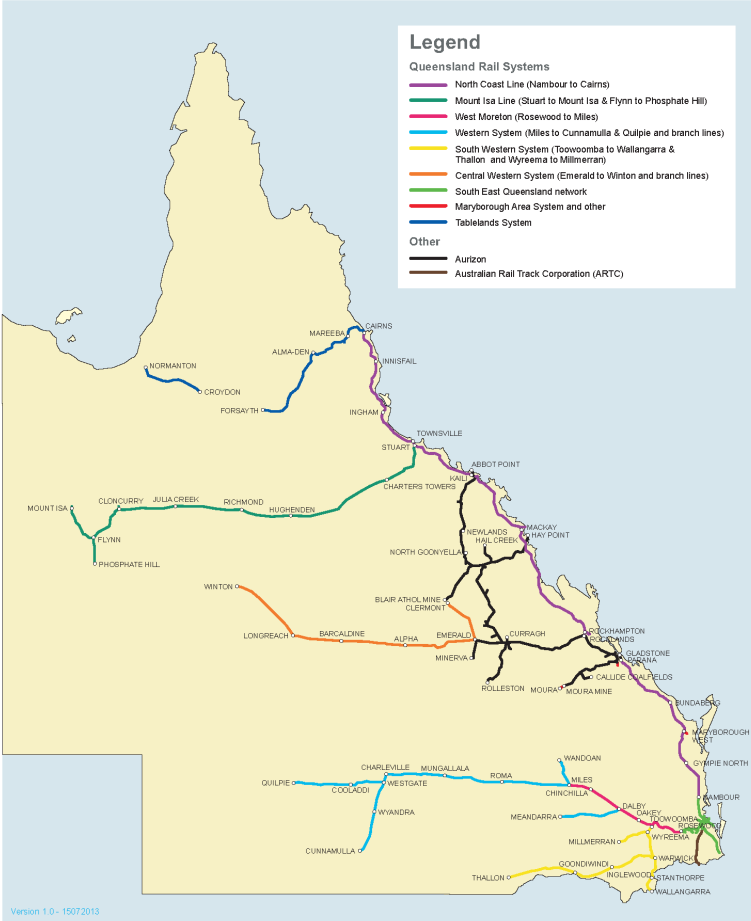 Legend
Queensland Rail Systems
North Coast Line (Nambour to Cairns)
Mount Isa Line (Stuart to Mount Isa & Flynn to Phosphate Hill)
West Moreton (Rosewood to Miles)
Western System (Miles to Cunnamulla & Quilpie and branch lines)
South Western System (Toowoomba to Wallangarra &
Thallon and Wyreema to Millmerran)
Central Western System (Emerald to Winton and branch lines)
South East Queensland network
Maryborough Area System and other
Tablelands System
Other
Aurizon
Australian Rail Track Corporation (ARTC)
CAIRNS
MAREEBA
ALMA-DEN
INNISFAIL
NORMANTON
CROYDON
FORSAYTH
INGHAM
TOWNSVILLE
STUART
ABBOT POINT
KAILI
CHARTERS TOWERS
CLONCURRY
JULIA CREEK
RICHMOND
HUGHENDEN
MOUNT ISA
FLYNN
PHOSPHATE HILL
MACKAY
HAY POINT
NEWLANDS
HAIL CREEK
NORTH GOONYELLA
WINTON
BLAIR ATHOL MINE
CLERMONT
LONGREACH
BARCALDINE
ALPHA
EMERALD
CURRAGH
ROCKHAMPTON
ROCKLANDS
MINERVA
GLADSTONE
PARANA
CALLIDE COALFIELDS
ROLLESTON
MOURA
MOURA MINE
BUNDABERG
MARYBOROUGH
WEST
GYMPIE NORTH
WANDOAN
CHARLEVILLE
MUNGALLALA
ROMA
MILES
QUILPIE
COOLADDI
WESTGATE
CHINCHILLA
NAMBOUR
WYANDRA
MEANDARRA
DALBY
OAKEY
TOOWOOMBA
ROSEWOOD
WYREEMA
MILLMERRAN
CUNNAMULLA
WARWICK
GOONDIWINDI
INGLEWOOD
THALLON
STANTHORPE
WALLANGARRA
Version 1.0 - 15072013